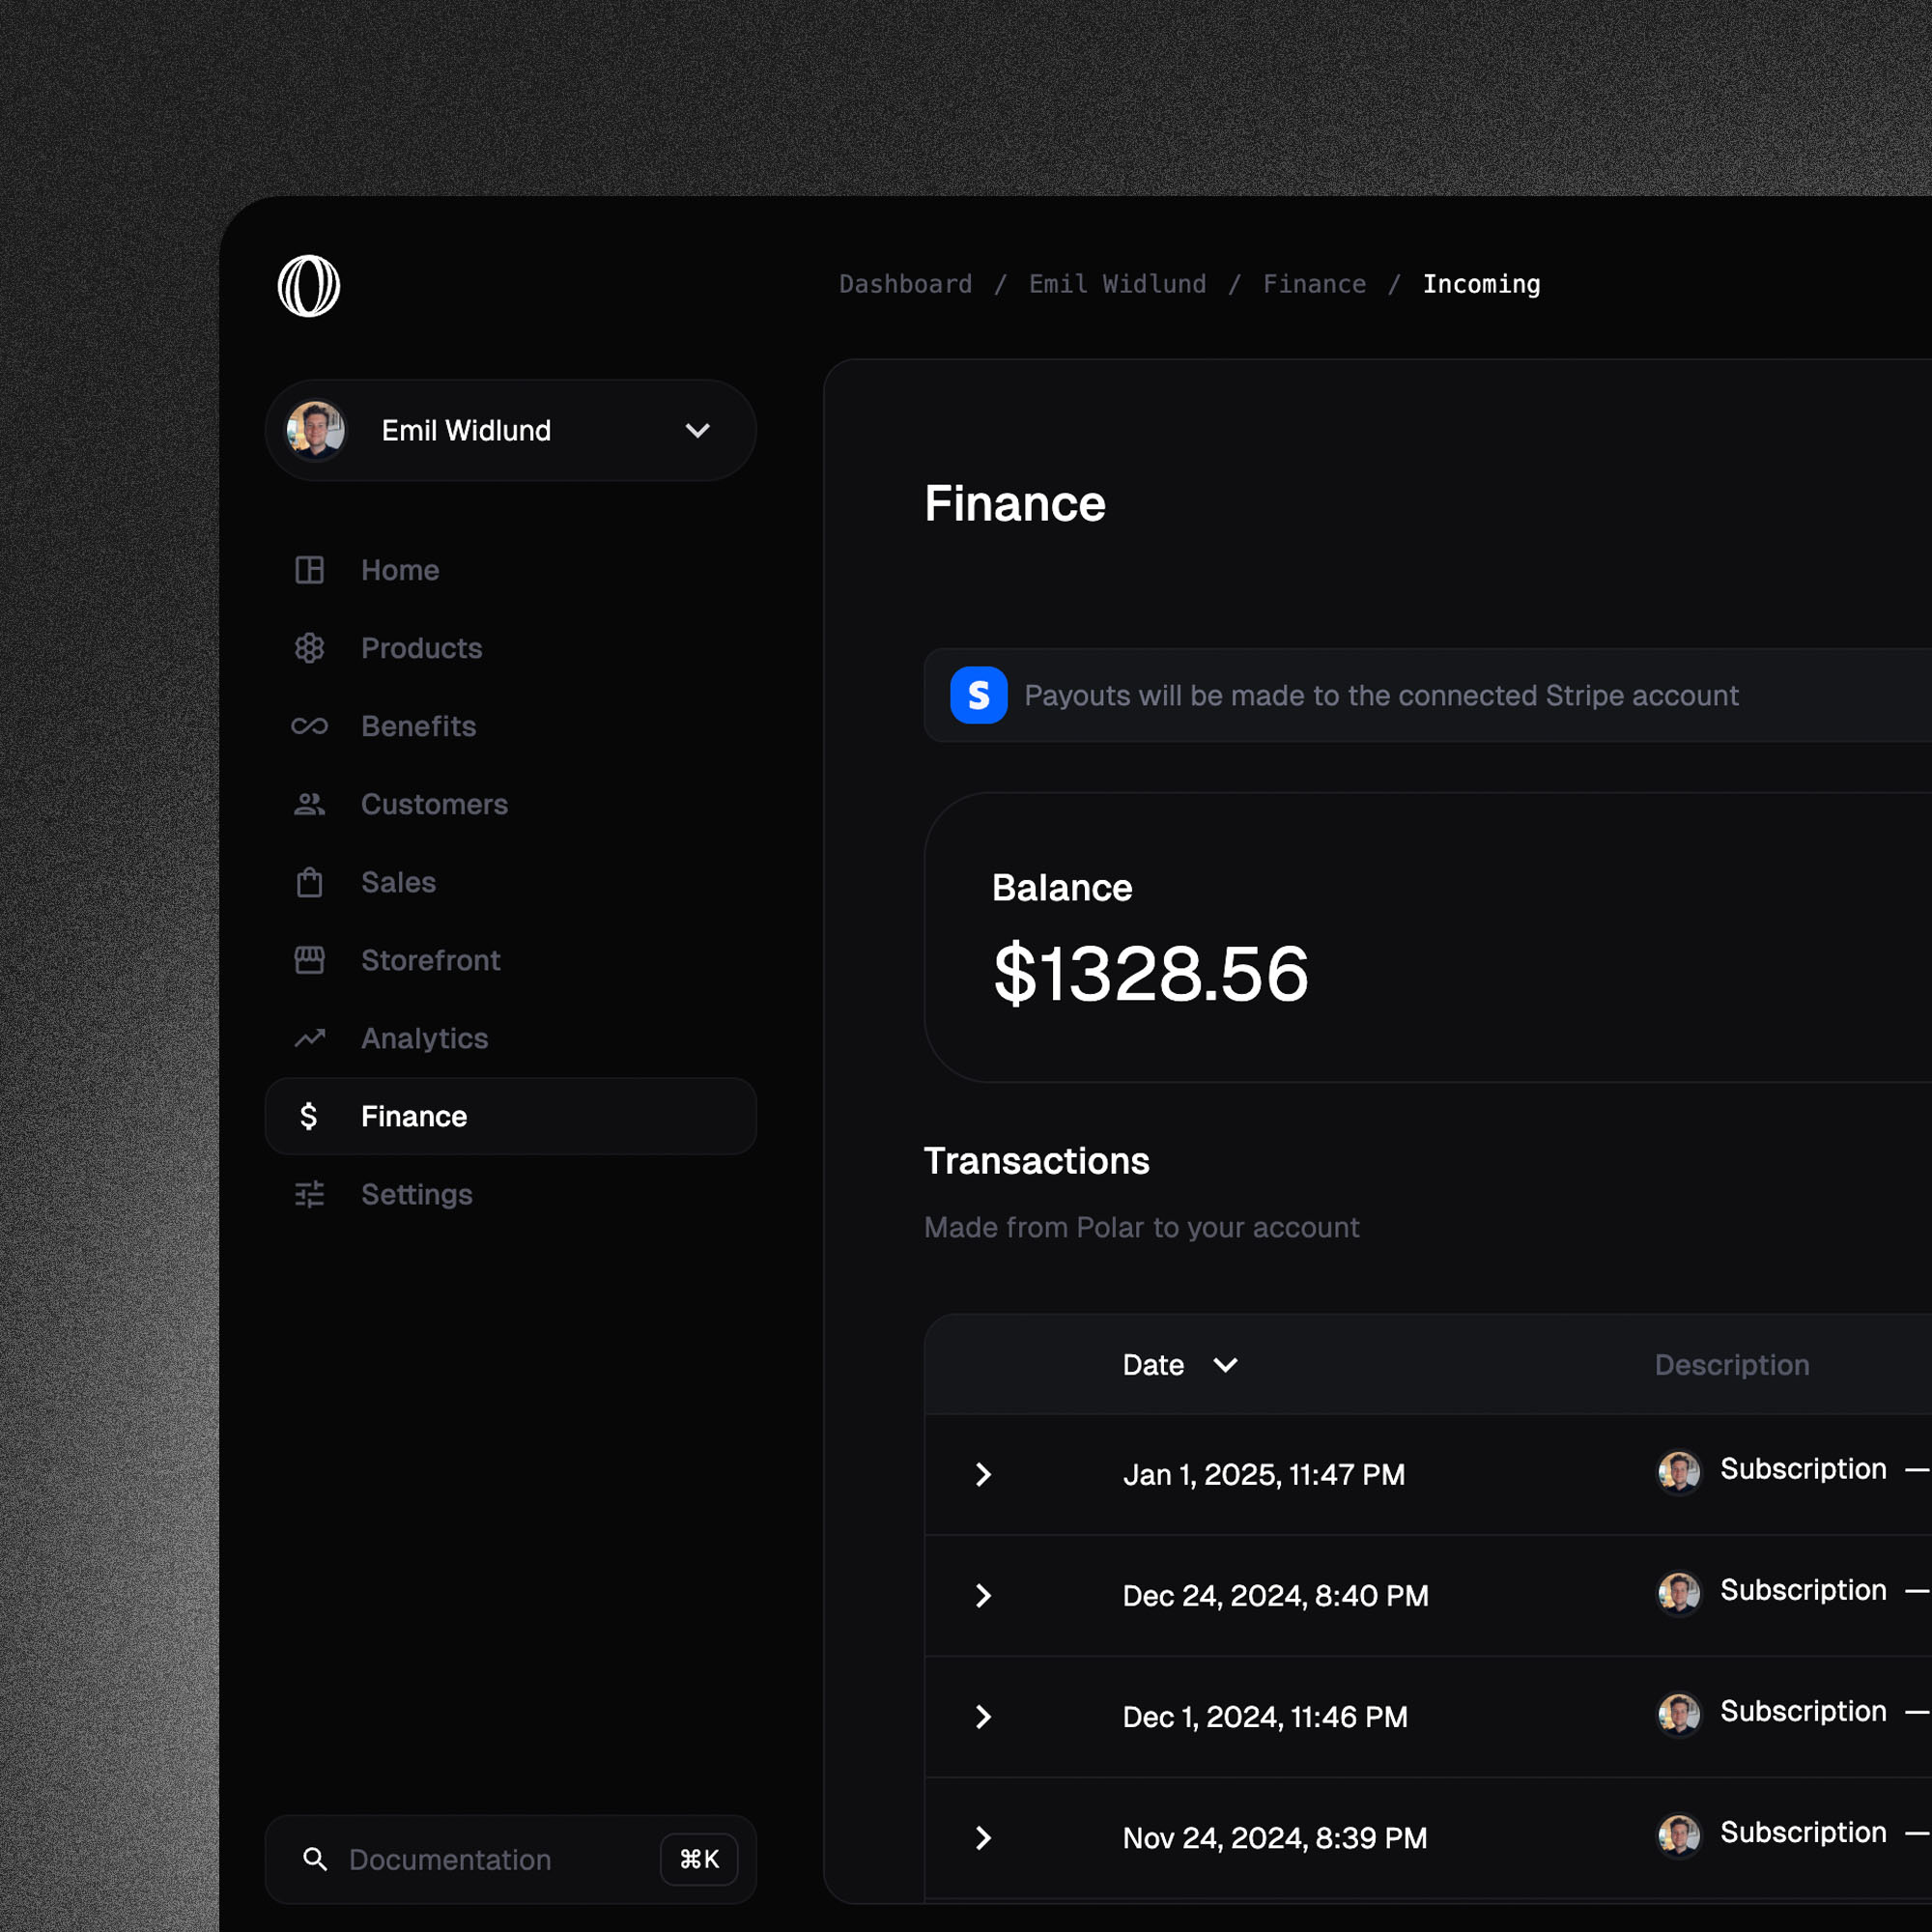 Dashboard / Emil Widlund / Finance / Incoming
Emil Widlund
Home
Products
Benefits
Customers
Sales
Storefront
Analytics
$ Finance
Settings
Documentation ⌘K
Finance
S Payouts will be made to the connected Stripe account
Balance
$1328.56
Transactions
Made from Polar to your account
Date Description
Jan 1, 2025, 11:47 PM Subscription —
Dec 24, 2024, 8:40 PM Subscription —
Dec 1, 2024, 11:46 PM Subscription —
Nov 24, 2024, 8:39 PM Subscription —